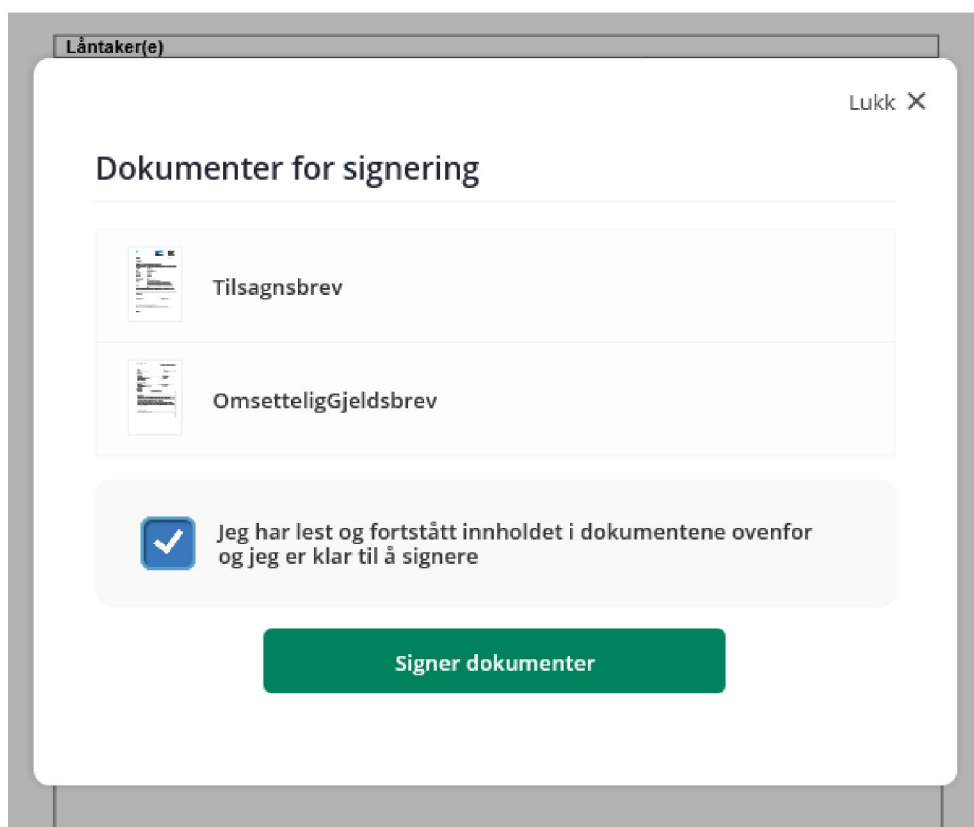 Låntaker(e)
Lukk ✕
Dokumenter for signering
Tilsagnsbrev
OmsetteligGjeldsbrev
Jeg har lest og fortstått innholdet i dokumentene ovenfor
og jeg er klar til å signere
Signer dokumenter